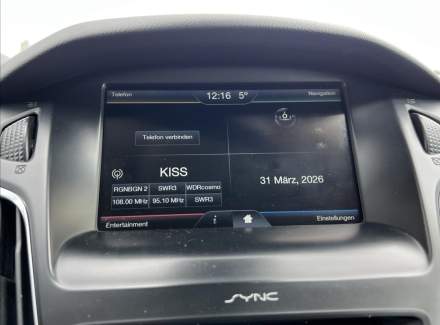 Telefon 12:16 5° Navigation
Telefon verbinden
KISS
RGNBGN 2 SWR3 WDRcosmo
31 März, 2026
108.00 MHz 95.10 MHz SWR3
Entertainment i Einstellungen
SYNC